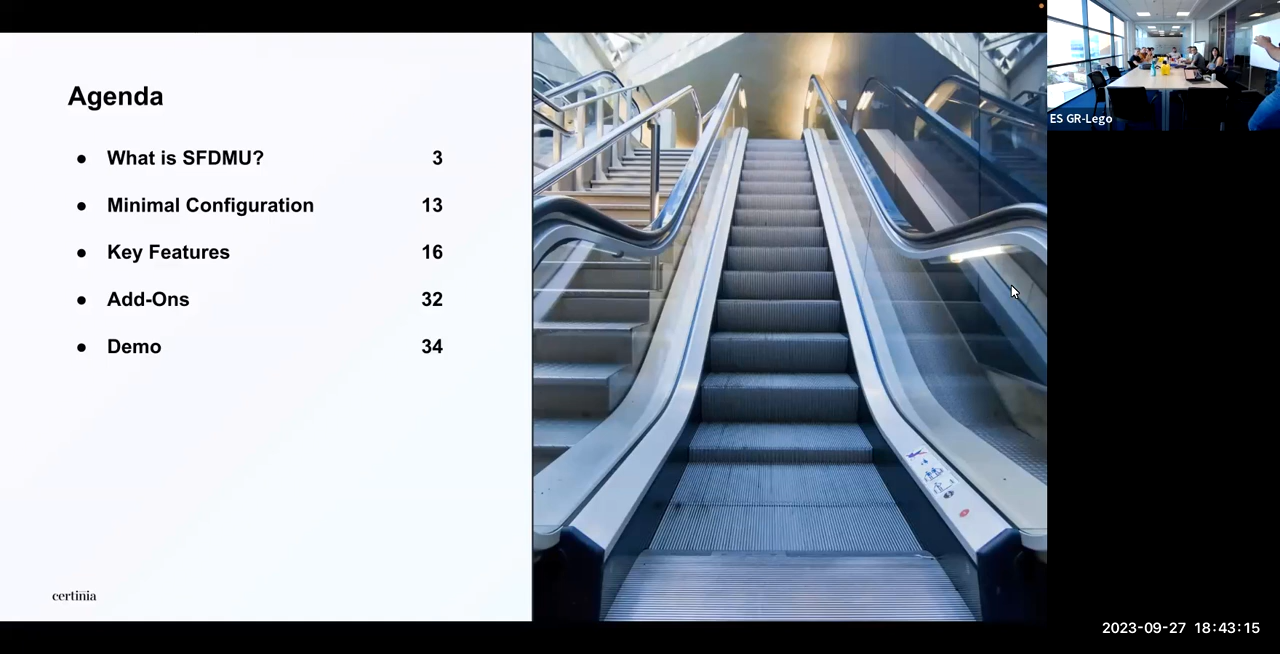 Agenda
● What is SFDMU? 3
● Minimal Configuration 13
● Key Features 16
● Add-Ons 32
● Demo 34
certinia
ES GR-Lego
2023-09-27 18:43:15